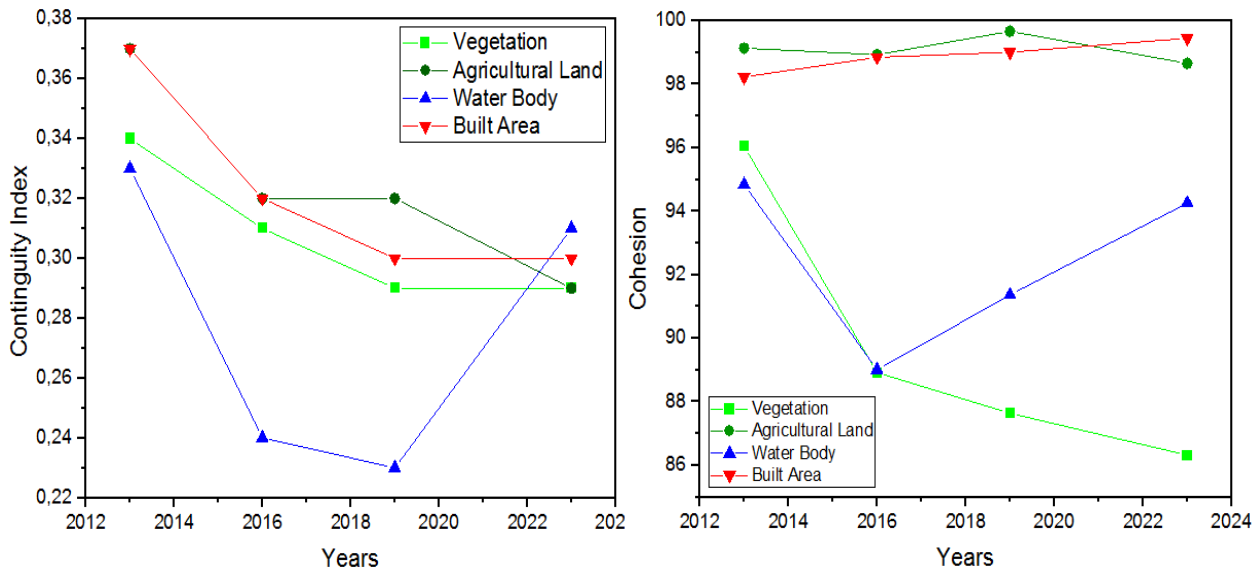 0,38
0,36
0,34
0,32
0,30
0,28
0,26
0,24
0,22
Continguity Index
2012 2014 2016 2018 2020 2022 202
Years
Vegetation
Agricultural Land
Water Body
Built Area
100
98
96
94
92
90
88
86
Cohesion
2012 2014 2016 2018 2020 2022 2024
Years
Vegetation
Agricultural Land
Water Body
Built Area